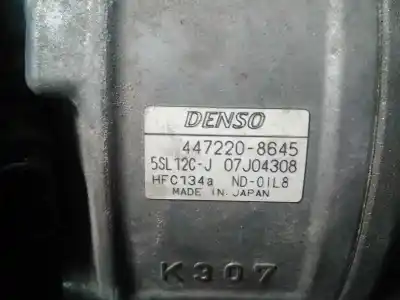 DENSO
447220-8645
5SL12C-J 07J04308
HFC134a ND-OIL8
MADE IN JAPAN
K307